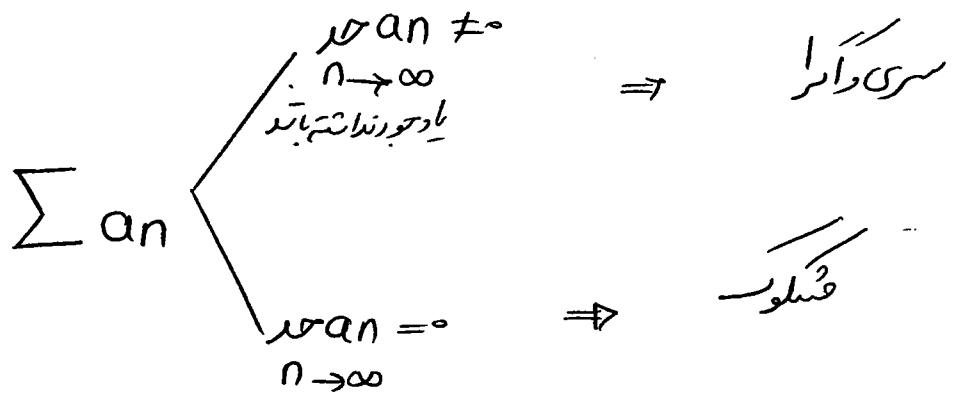 حد an ≠ ۰
n → ∞
یا وجود نداشته باشد
⇒ سری واگرا
∑ an
حد an = ۰
n → ∞
⇒ مشکوک